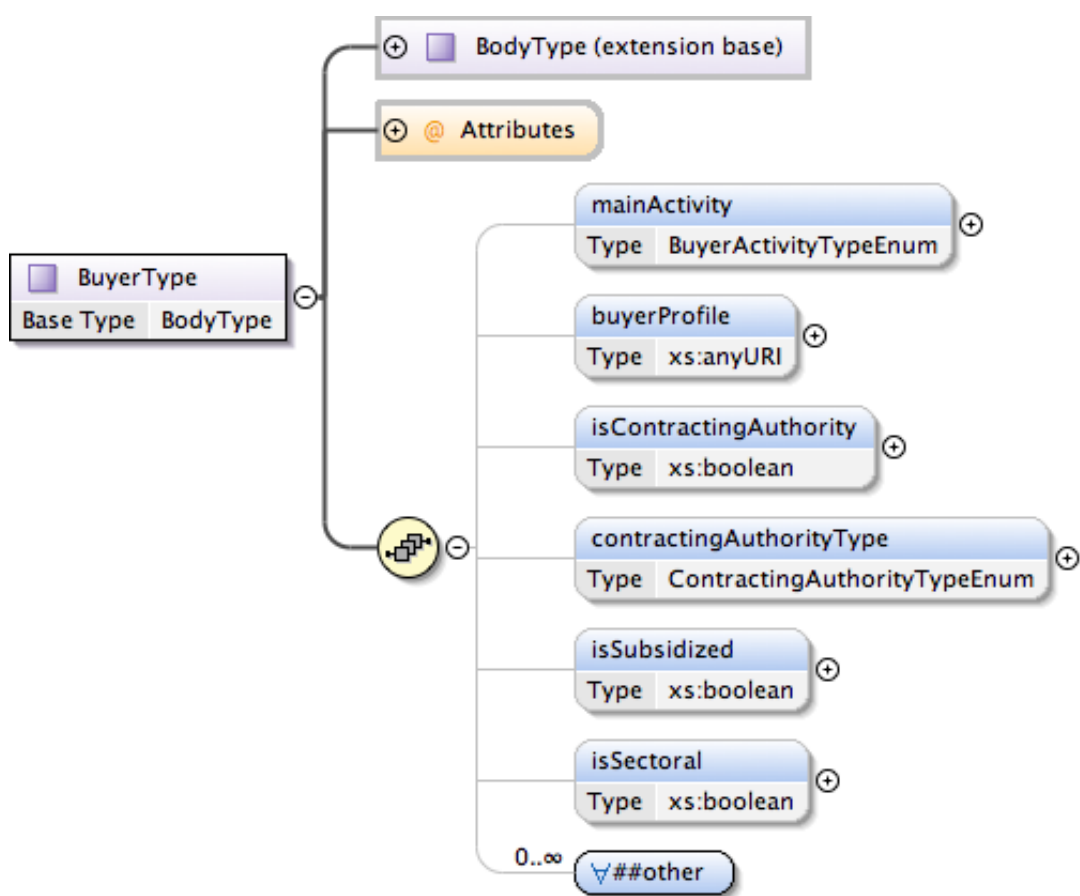 BodyType (extension base)
@ Attributes
BuyerType
Base Type BodyType
mainActivity
Type BuyerActivityTypeEnum
buyerProfile
Type xs:anyURI
isContractingAuthority
Type xs:boolean
contractingAuthorityType
Type ContractingAuthorityTypeEnum
isSubsidized
Type xs:boolean
isSectoral
Type xs:boolean
0..∞
∀##other